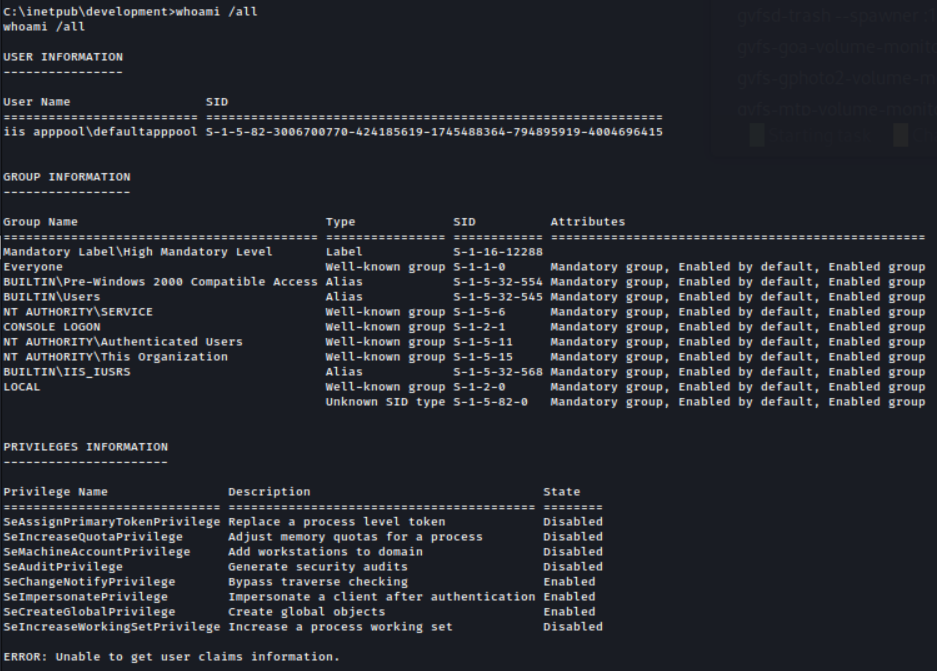 C:\inetpub\development>whoami /all
whoami /all
USER INFORMATION
----------------
User Name                  SID
========================== =============================================================
iis apppool\defaultapppool S-1-5-82-3006700770-424185619-1745488364-794895919-4004696415
GROUP INFORMATION
-----------------
Group Name                                 Type             SID          Attributes
========================================== ================ ============ ==================================================
Mandatory Label\High Mandatory Level       Label            S-1-16-12288
Everyone                                   Well-known group S-1-1-0      Mandatory group, Enabled by default, Enabled group
BUILTIN\Pre-Windows 2000 Compatible Access Alias            S-1-5-32-554 Mandatory group, Enabled by default, Enabled group
BUILTIN\Users                              Alias            S-1-5-32-545 Mandatory group, Enabled by default, Enabled group
NT AUTHORITY\SERVICE                       Well-known group S-1-5-6      Mandatory group, Enabled by default, Enabled group
CONSOLE LOGON                              Well-known group S-1-2-1      Mandatory group, Enabled by default, Enabled group
NT AUTHORITY\Authenticated Users           Well-known group S-1-5-11     Mandatory group, Enabled by default, Enabled group
NT AUTHORITY\This Organization             Well-known group S-1-5-15     Mandatory group, Enabled by default, Enabled group
BUILTIN\IIS_IUSRS                          Alias            S-1-5-32-568 Mandatory group, Enabled by default, Enabled group
LOCAL                                      Well-known group S-1-2-0      Mandatory group, Enabled by default, Enabled group
                                           Unknown SID type S-1-5-82-0   Mandatory group, Enabled by default, Enabled group
PRIVILEGES INFORMATION
----------------------
Privilege Name                Description                               State
============================= ========================================= ========
SeAssignPrimaryTokenPrivilege Replace a process level token             Disabled
SeIncreaseQuotaPrivilege      Adjust memory quotas for a process        Disabled
SeMachineAccountPrivilege     Add workstations to domain                Disabled
SeAuditPrivilege              Generate security audits                  Disabled
SeChangeNotifyPrivilege       Bypass traverse checking                  Enabled
SeImpersonatePrivilege        Impersonate a client after authentication Enabled
SeCreateGlobalPrivilege       Create global objects                     Enabled
SeIncreaseWorkingSetPrivilege Increase a process working set            Disabled
ERROR: Unable to get user claims information.
gvfsd-trash --spawner
gvfs-goa-volume-monito
gvfs-gphoto2-volume-m
gvfs-mtp-volume-monit